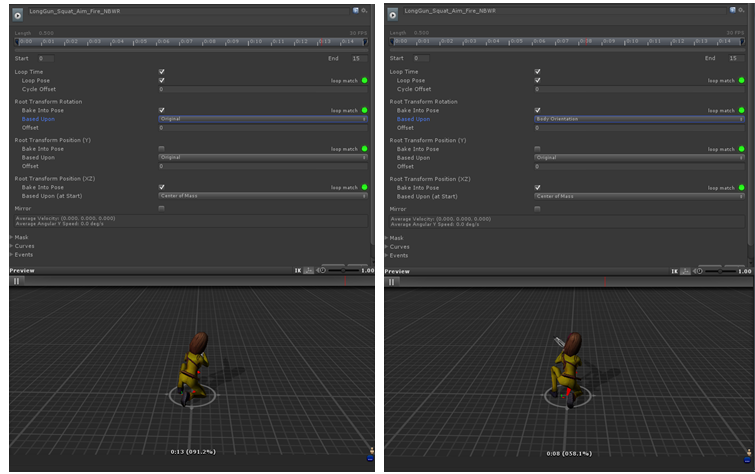 LongGun_Squat_Aim_Fire_NBWR
Length 0.500 30 FPS
0:00 0:01 0:02 0:03 0:04 0:05 0:06 0:07 0:08 0:09 0:10 0:11 0:12 0:13 0:14
Start 0 End 15
Loop Time
Loop Pose loop match
Cycle Offset 0
Root Transform Rotation
Bake Into Pose loop match
Based Upon Original
Offset 0
Root Transform Position (Y)
Bake Into Pose loop match
Based Upon Original
Offset 0
Root Transform Position (XZ)
Bake Into Pose loop match
Based Upon (at Start) Center of Mass
Mirror
Average Velocity: (0.000, 0.000, 0.000)
Average Angular Y Speed: 0.0 deg/s
Mask
Curves
Events
Preview IK 1.00
0:13 (091.2%)
LongGun_Squat_Aim_Fire_NBWR
Length 0.500 30 FPS
0:00 0:01 0:02 0:03 0:04 0:05 0:06 0:07 0:08 0:09 0:10 0:11 0:12 0:13 0:14
Start 0 End 15
Loop Time
Loop Pose loop match
Cycle Offset 0
Root Transform Rotation
Bake Into Pose loop match
Based Upon Body Orientation
Offset 0
Root Transform Position (Y)
Bake Into Pose loop match
Based Upon Original
Offset 0
Root Transform Position (XZ)
Bake Into Pose loop match
Based Upon (at Start) Center of Mass
Mirror
Average Velocity: (0.000, 0.000, 0.000)
Average Angular Y Speed: 0.0 deg/s
Mask
Curves
Events
Preview IK 1.00
0:08 (058.1%)